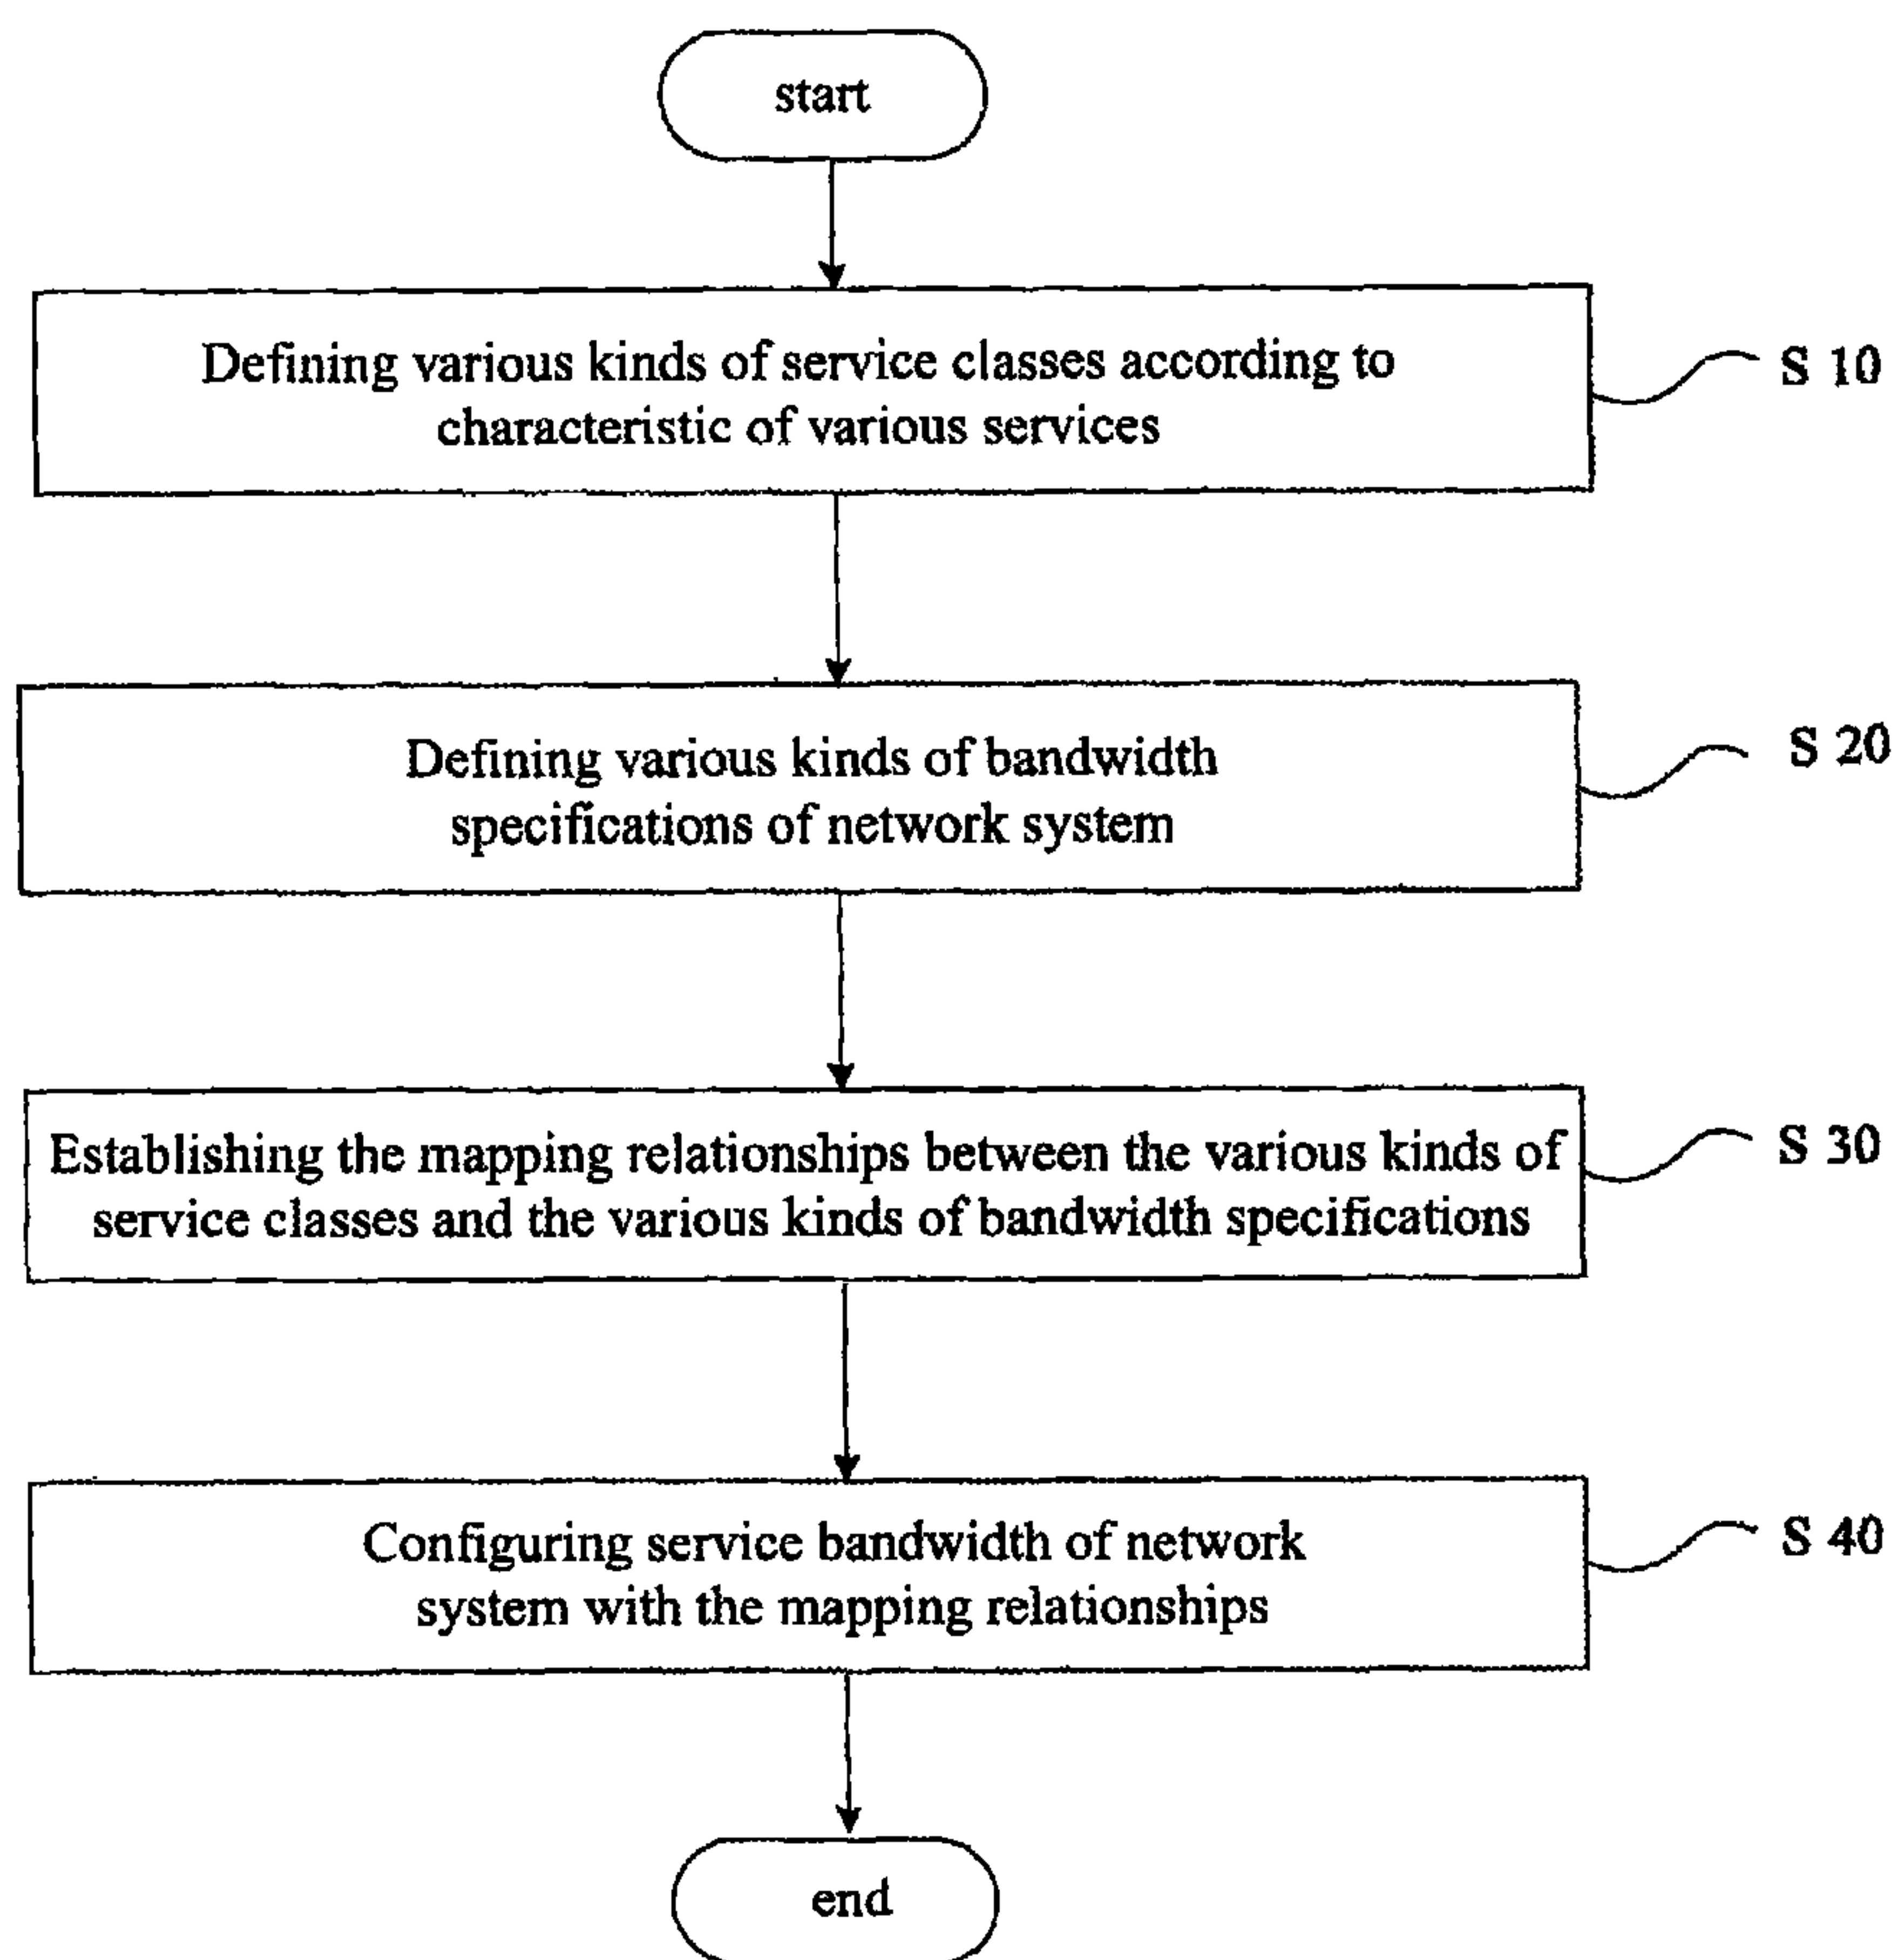 start
Defining various kinds of service classes according to
characteristic of various services
S 10
Defining various kinds of bandwidth
specifications of network system
S 20
Establishing the mapping relationships between the various kinds of
service classes and the various kinds of bandwidth specifications
S 30
Configuring service bandwidth of network
system with the mapping relationships
S 40
end